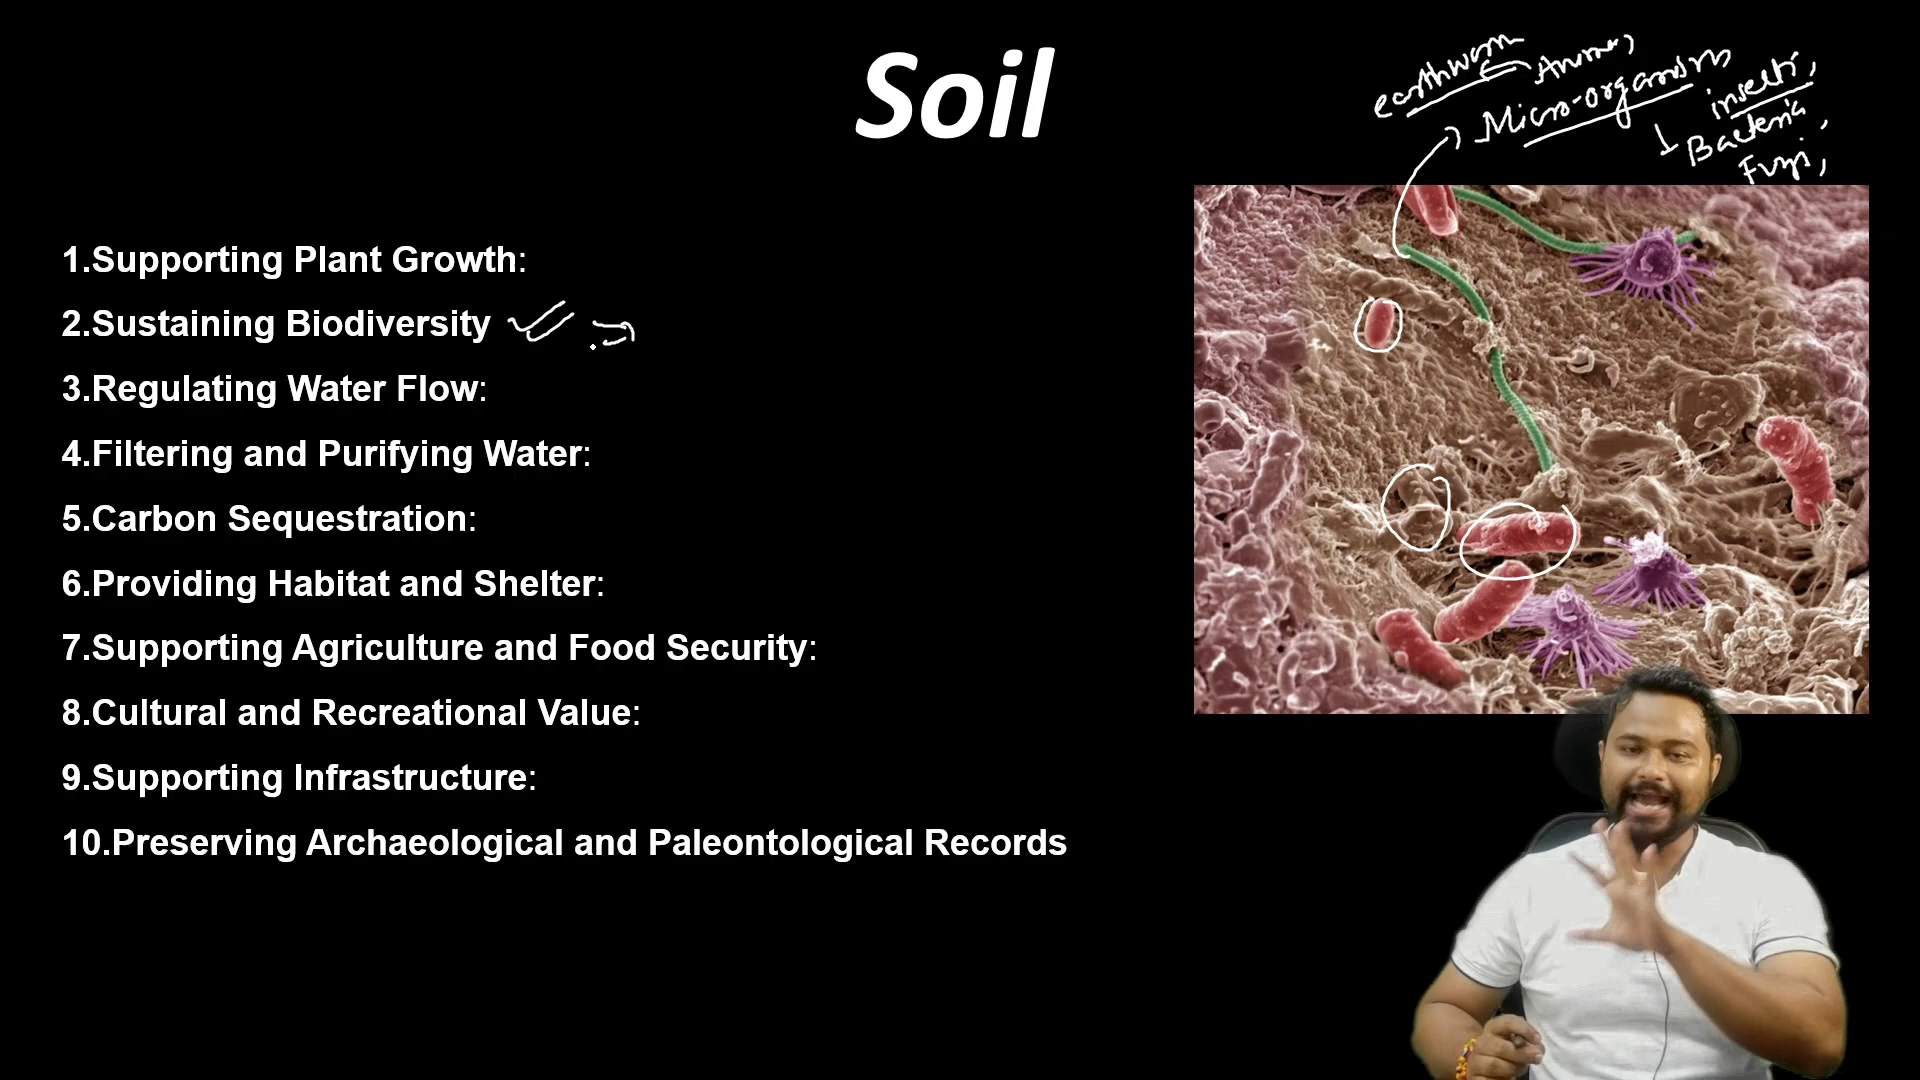 Soil
earthworm
Micro-organisms
insects,
Bacteria,
Fungi,
1.Supporting Plant Growth:
2.Sustaining Biodiversity
3.Regulating Water Flow:
4.Filtering and Purifying Water:
5.Carbon Sequestration:
6.Providing Habitat and Shelter:
7.Supporting Agriculture and Food Security:
8.Cultural and Recreational Value:
9.Supporting Infrastructure:
10.Preserving Archaeological and Paleontological Records